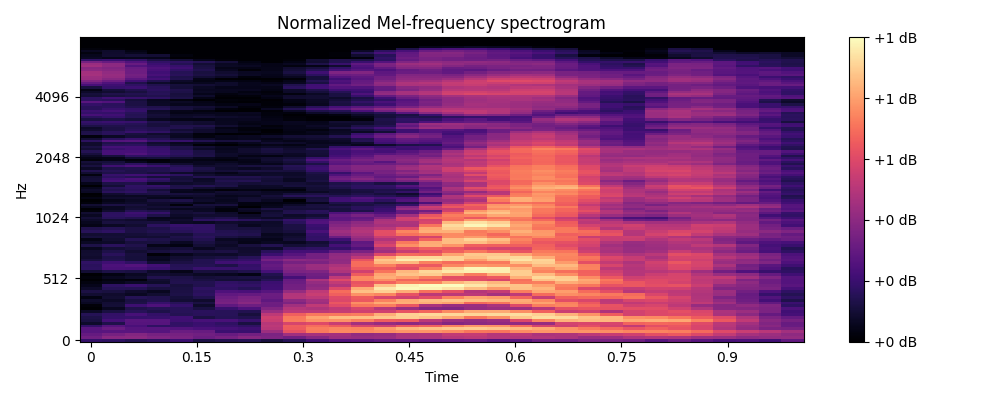 Normalized Mel-frequency spectrogram
Hz
4096
2048
1024
512
0
0 0.15 0.3 0.45 0.6 0.75 0.9
Time
+1 dB
+1 dB
+1 dB
+0 dB
+0 dB
+0 dB